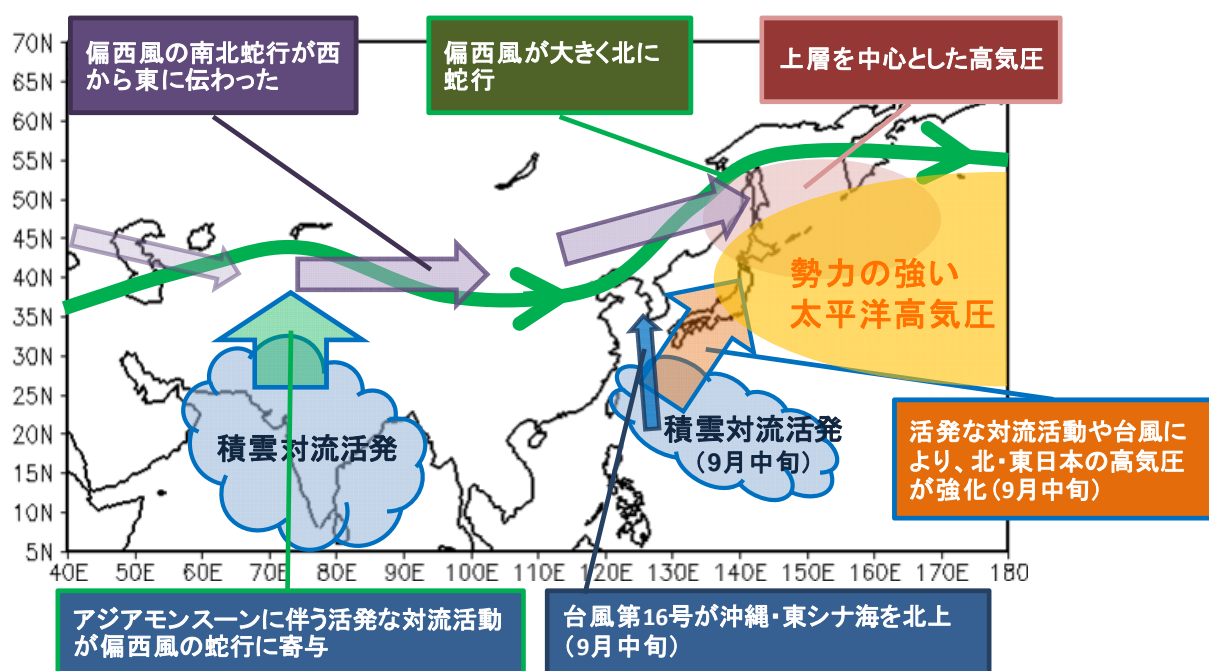 偏西風の南北蛇行が西
から東に伝わった
偏西風が大きく北に
蛇行
上層を中心とした高気圧
70N
65N
60N
55N
50N
45N
40N
35N
30N
25N
20N
15N
10N
5N
勢力の強い
太平洋高気圧
積雲対流活発
積雲対流活発
(9月中旬)
活発な対流活動や台風に
より、北・東日本の高気圧
が強化(9月中旬)
40E 50E 60E 70E 80E 90E 100E 110E 120E 130E 140E 150E 160E 170E 180
アジアモンスーンに伴う活発な対流活動
が偏西風の蛇行に寄与
台風第16号が沖縄・東シナ海を北上
(9月中旬)